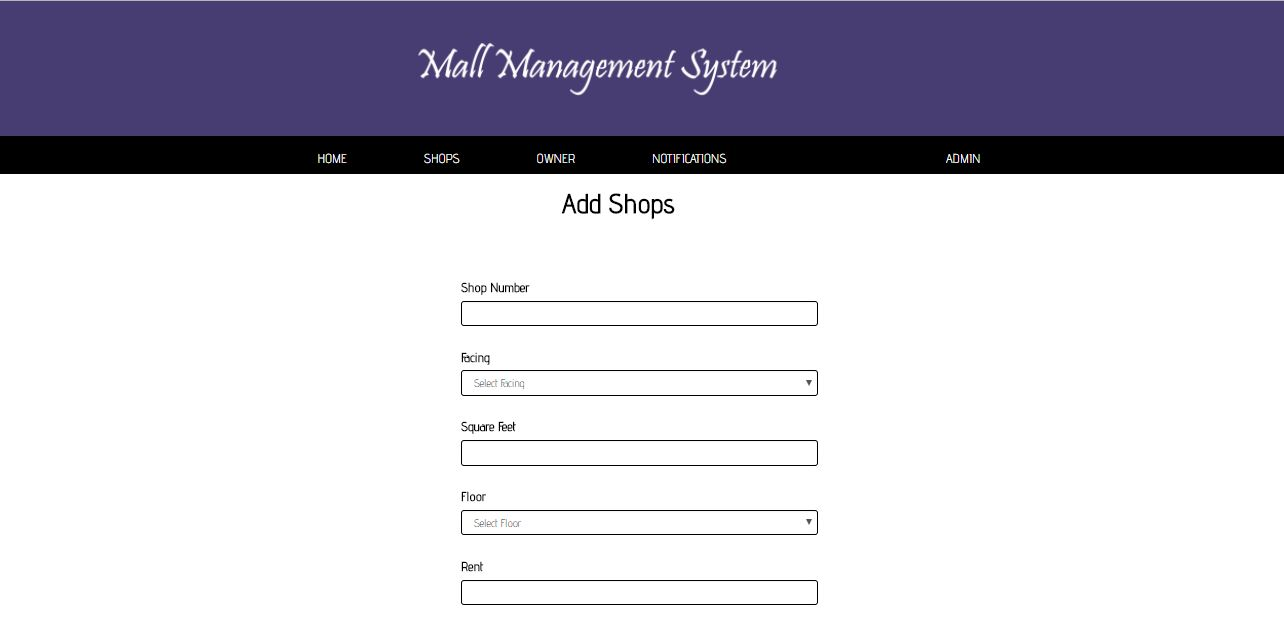 Mall Management System
HOME SHOPS OWNER NOTIFICATIONS ADMIN
Add Shops
Shop Number
Facing
Select Facing
Square Feet
Floor
Select Floor
Rent